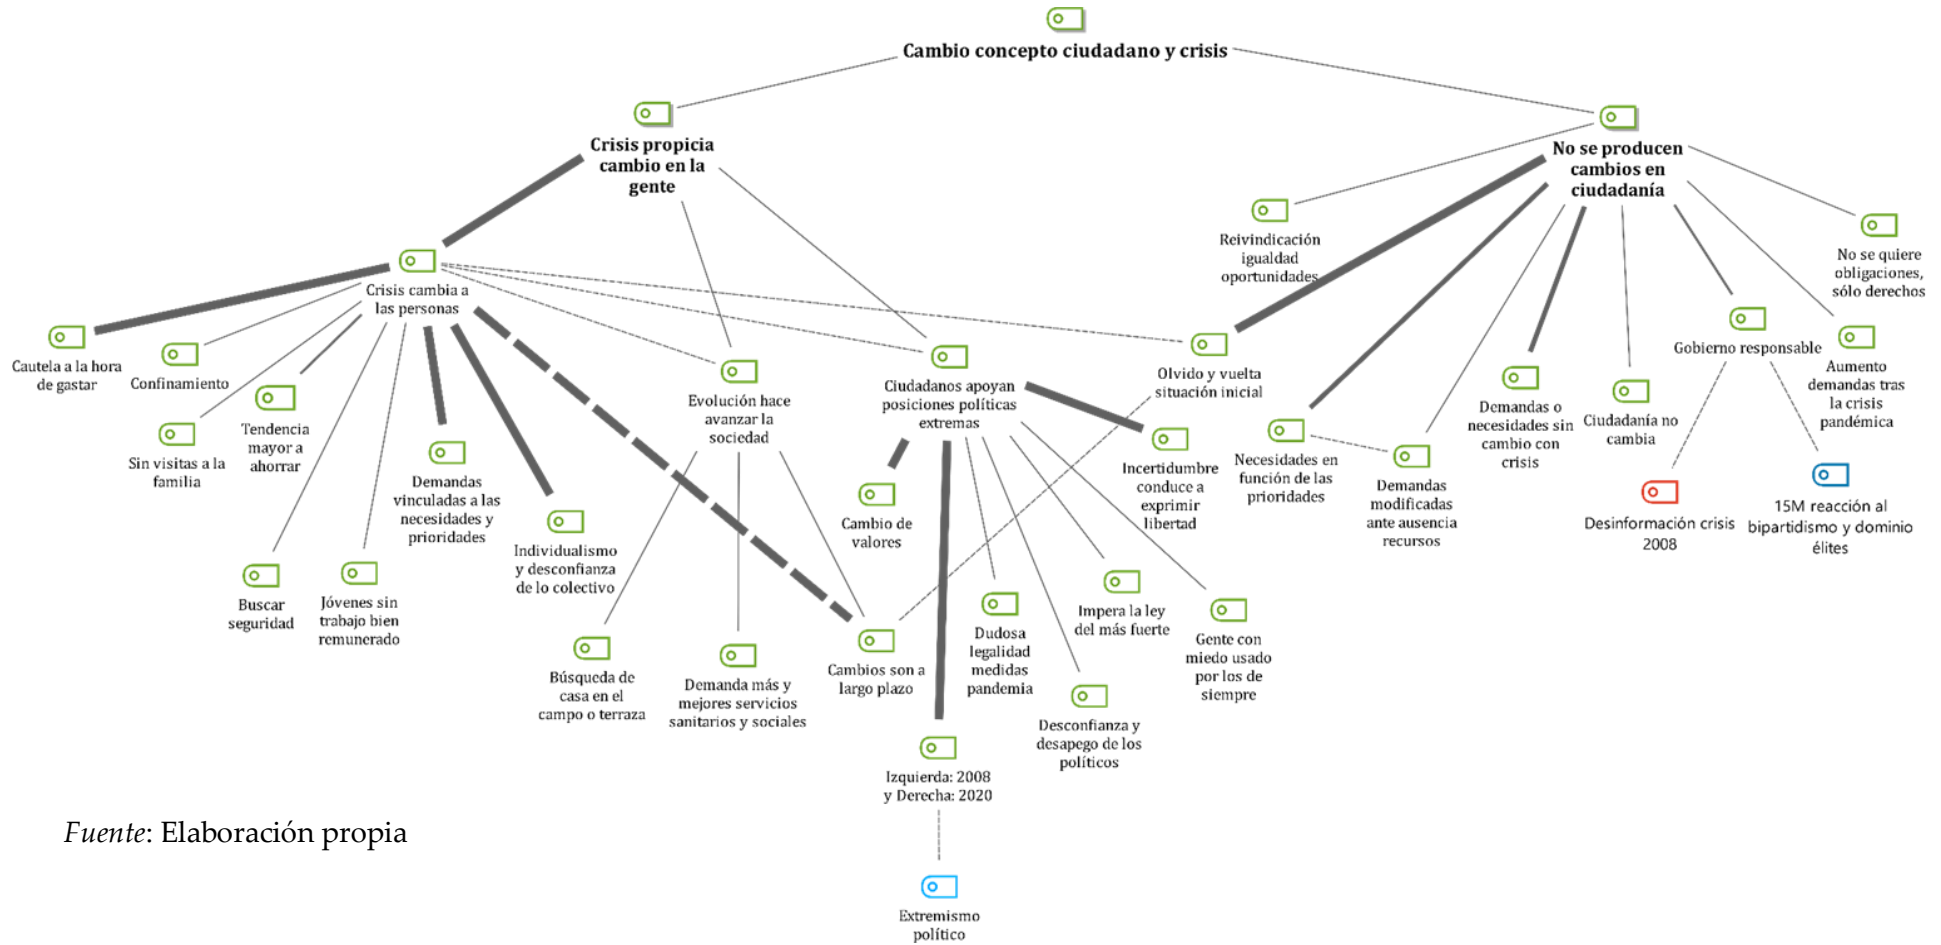 Cambio concepto ciudadano y crisis
Crisis propicia
cambio en la
gente
No se producen
cambios en
ciudadanía
Reivindicación
igualdad
oportunidades
No se quiere
obligaciones,
sólo derechos
Crisis cambia a
las personas
Cautela a la hora
de gastar
Confinamiento
Sin visitas a la
familia
Tendencia
mayor a
ahorrar
Demandas
vinculadas a las
necesidades y
prioridades
Individualismo
y desconfianza
de lo colectivo
Buscar
seguridad
Jóvenes sin
trabajo bien
remunerado
Evolución hace
avanzar la
sociedad
Ciudadanos apoyan
posiciones políticas
extremas
Olvido y vuelta
situación inicial
Gobierno responsable
Aumento
demandas tras
la crisis
pandémica
Demandas o
necesidades sin
cambio con
crisis
Ciudadanía no
cambia
Necesidades en
función de las
prioridades
Demandas
modificadas
ante ausencia
recursos
Desinformación crisis
2008
15M reacción al
bipartidismo y dominio
élites
Incertidumbre
conduce a
exprimir
libertad
Cambio de
valores
Búsqueda de
casa en el
campo o terraza
Demanda más y
mejores servicios
sanitarios y sociales
Cambios son a
largo plazo
Dudosa
legalidad
medidas
pandemia
Impera la ley
del más fuerte
Gente con
miedo usado
por los de
siempre
Desconfianza y
desapego de los
políticos
Izquierda: 2008
y Derecha: 2020
Extremismo
político
Fuente: Elaboración propia